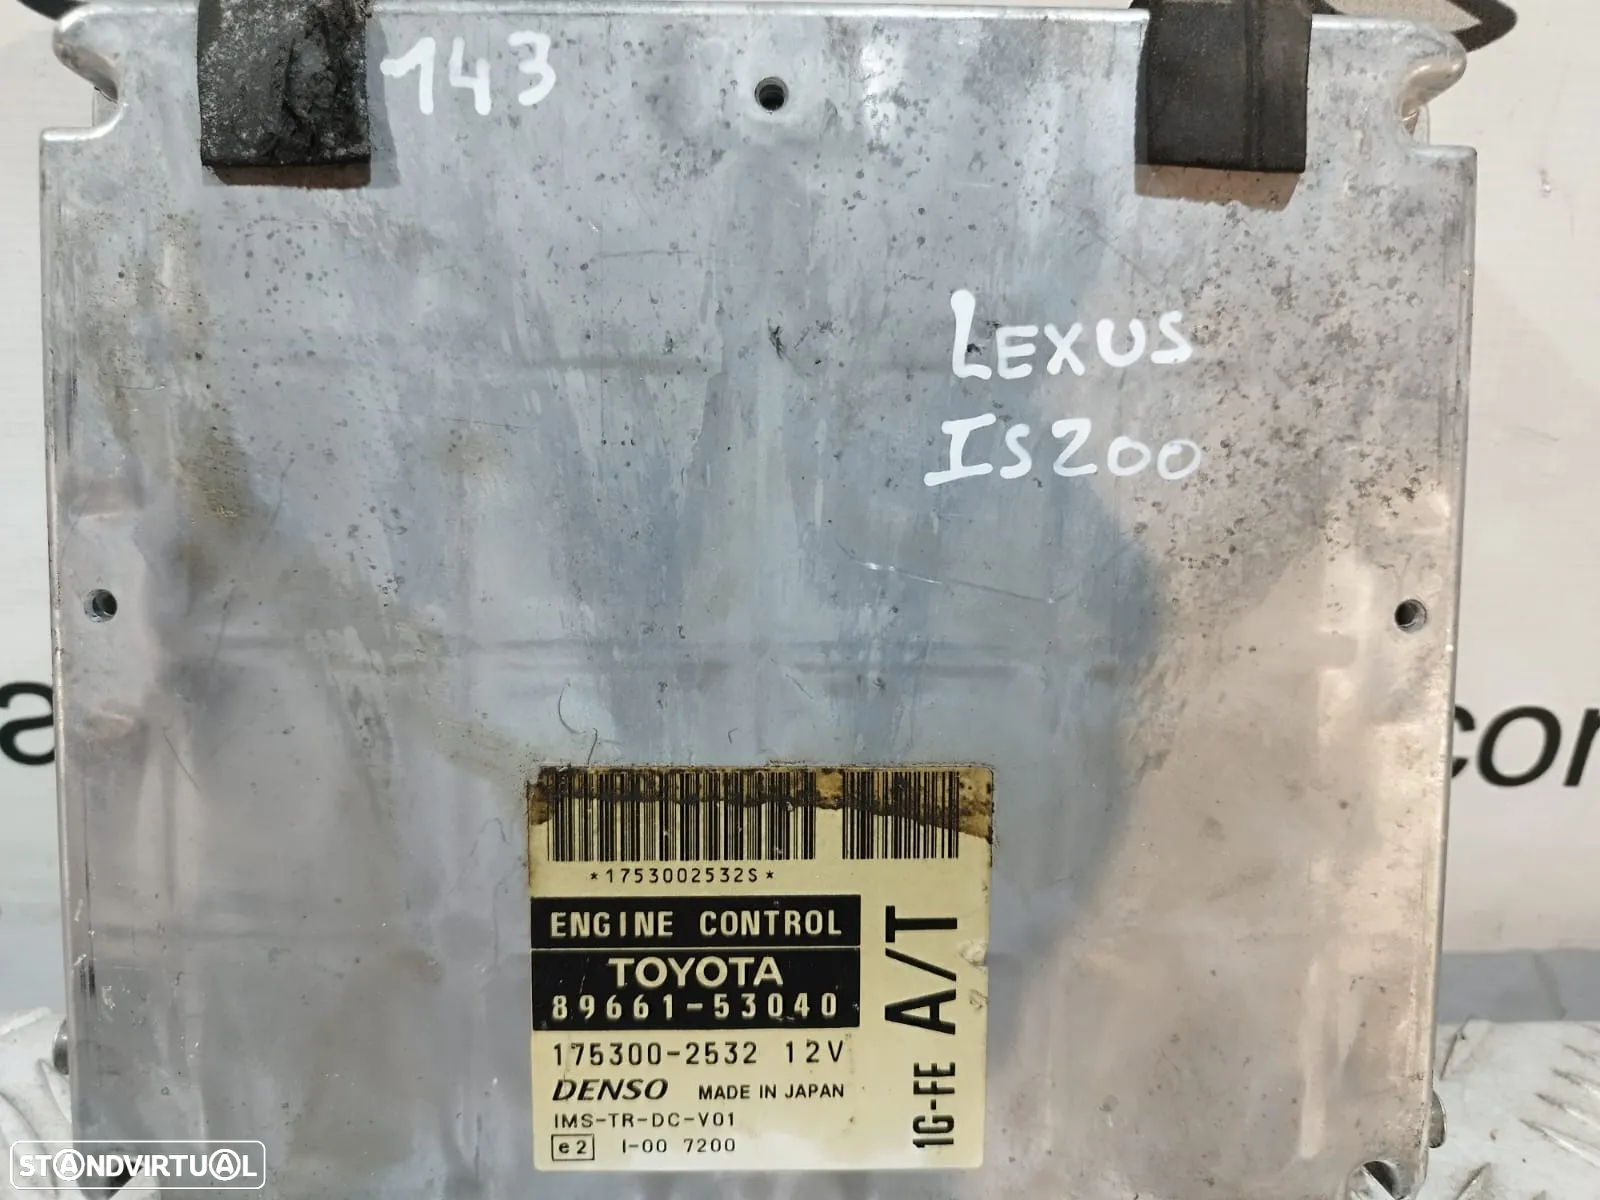 143
LEXUS
IS200
*1753002532S*
ENGINE CONTROL
TOYOTA
89661-53040
175300-2532 12V
DENSO MADE IN JAPAN
IMS-TR-DC-V01
e2 I-00 7200
1G-FE A/T
a
con
STANDVIRTUAL